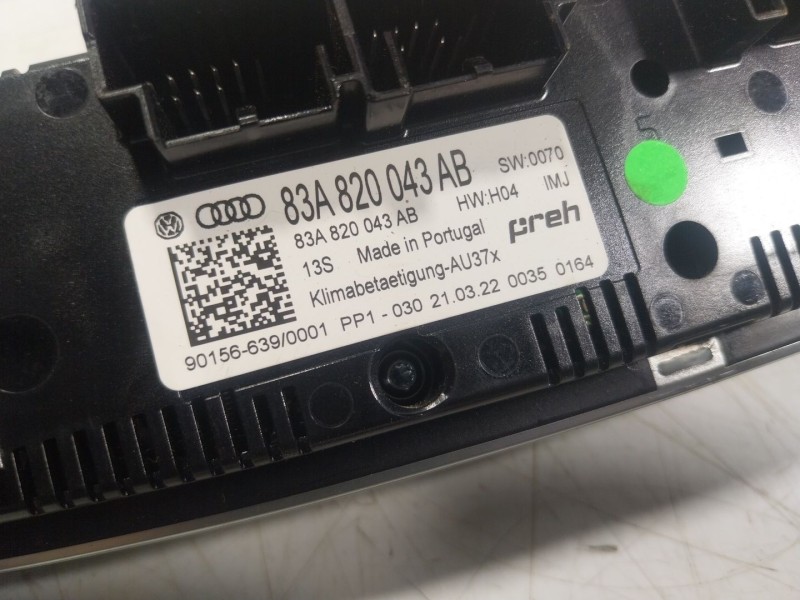 83A 820 043 AB SW:0070
83A 820 043 AB HW:H04 IMJ
13S Made in Portugal preh
Klimabetaetigung-AU37x
90156-639/0001 PP1 - 030 21.03.22 0035 0164